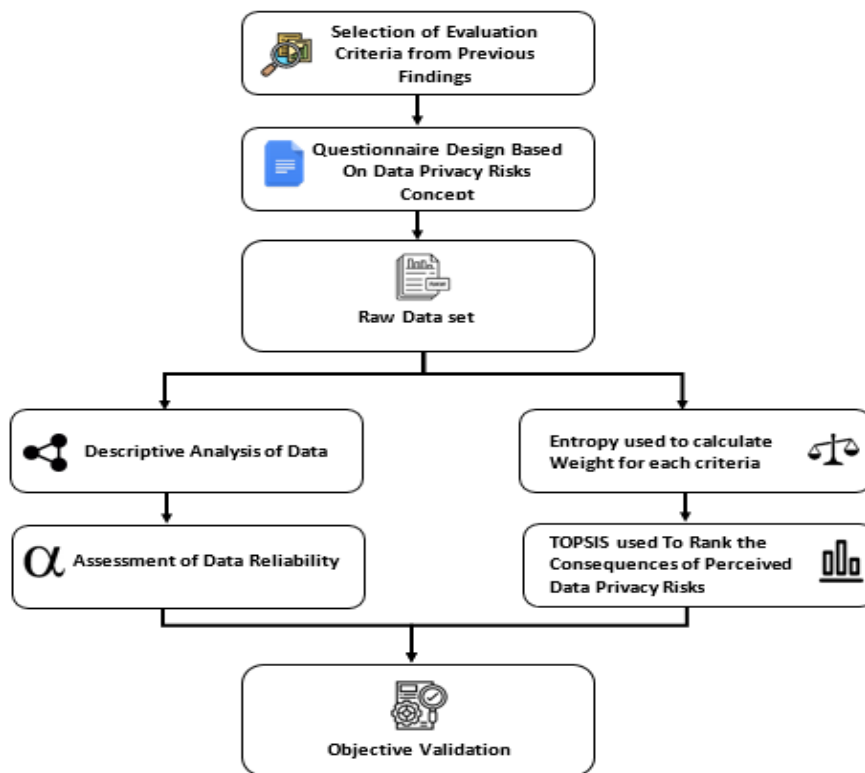 Selection of Evaluation
Criteria from Previous
Findings
Questionnaire Design Based
On Data Privacy Risks
Concept
Raw Data set
Descriptive Analysis of Data
Entropy used to calculate
Weight for each criteria
α Assessment of Data Reliability
TOPSIS used To Rank the
Consequences of Perceived
Data Privacy Risks
Objective Validation